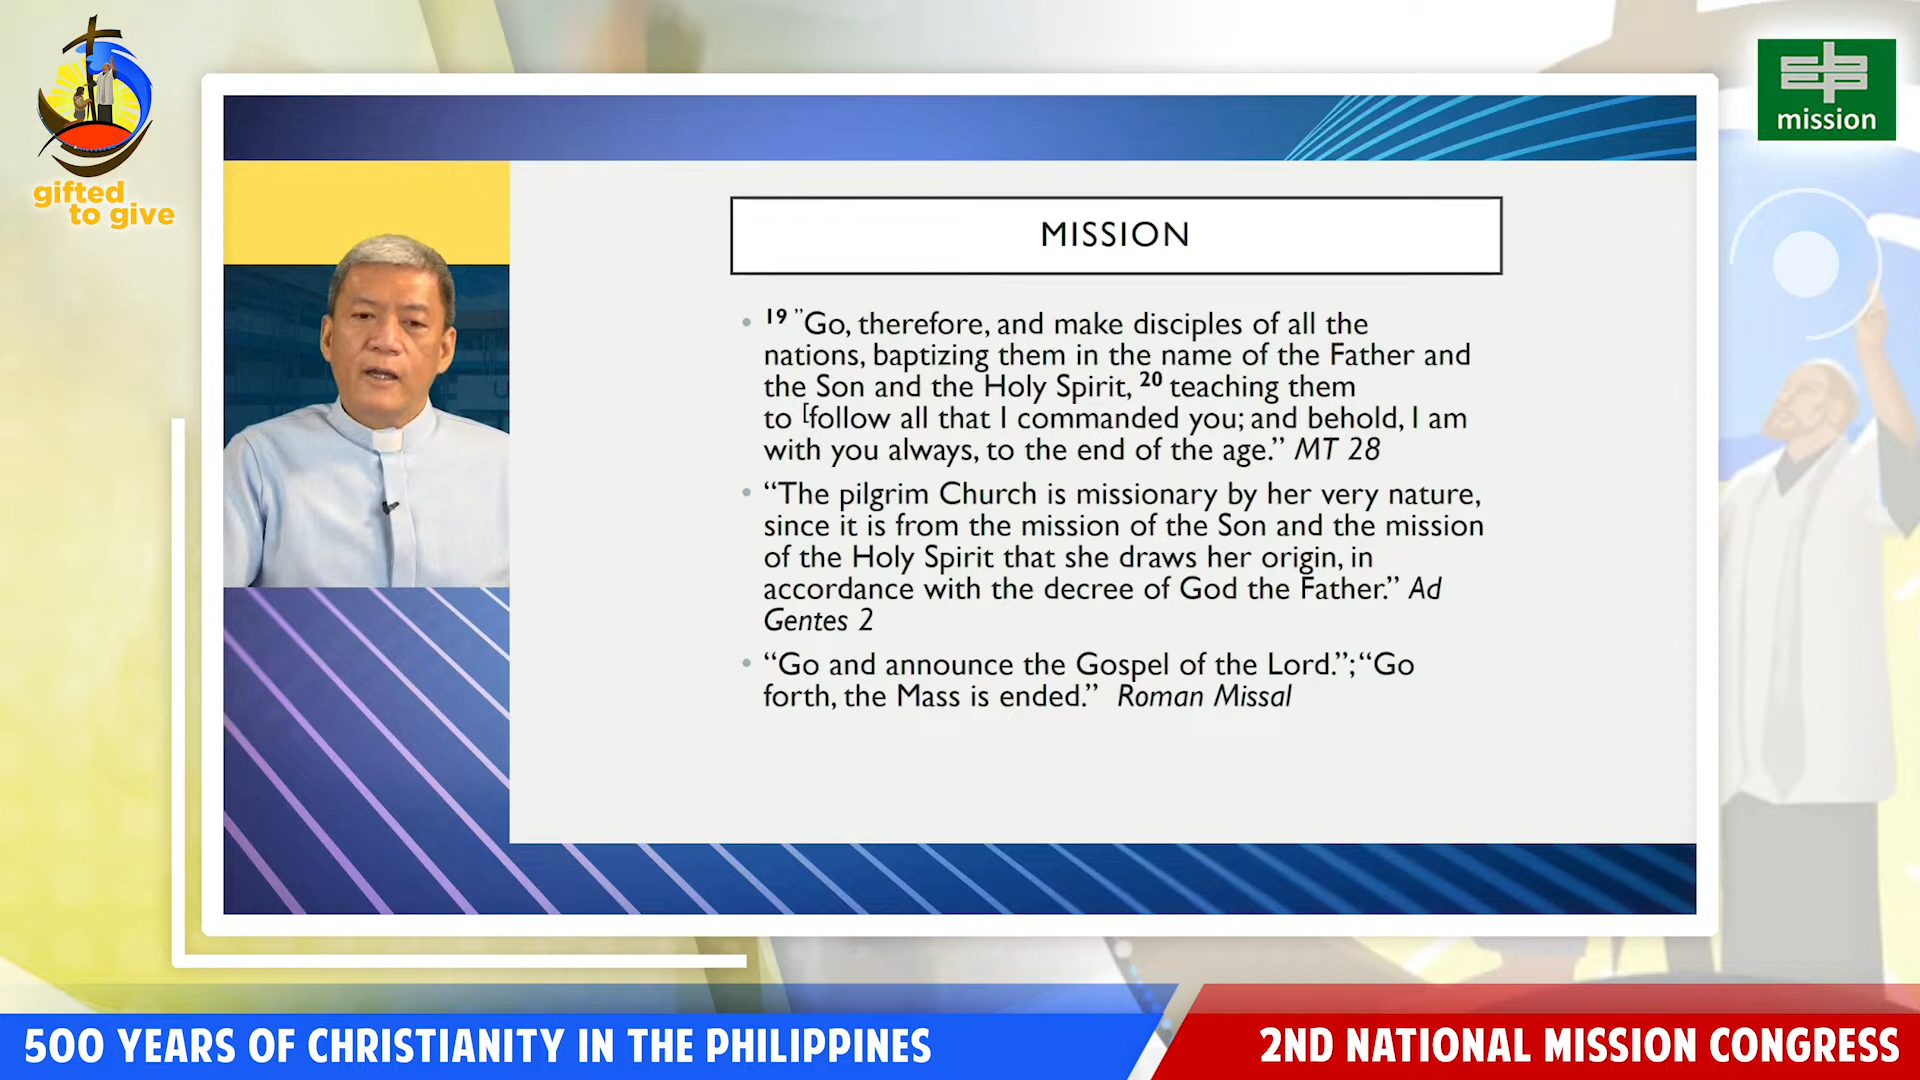 gifted
to give
cbcp
mission
MISSION
• 19 ”Go, therefore, and make disciples of all the
nations, baptizing them in the name of the Father and
the Son and the Holy Spirit, 20 teaching them
to [follow all that I commanded you; and behold, I am
with you always, to the end of the age.” MT 28
• “The pilgrim Church is missionary by her very nature,
since it is from the mission of the Son and the mission
of the Holy Spirit that she draws her origin, in
accordance with the decree of God the Father.” Ad
Gentes 2
• “Go and announce the Gospel of the Lord.”; “Go
forth, the Mass is ended.” Roman Missal
500 YEARS OF CHRISTIANITY IN THE PHILIPPINES
2ND NATIONAL MISSION CONGRESS